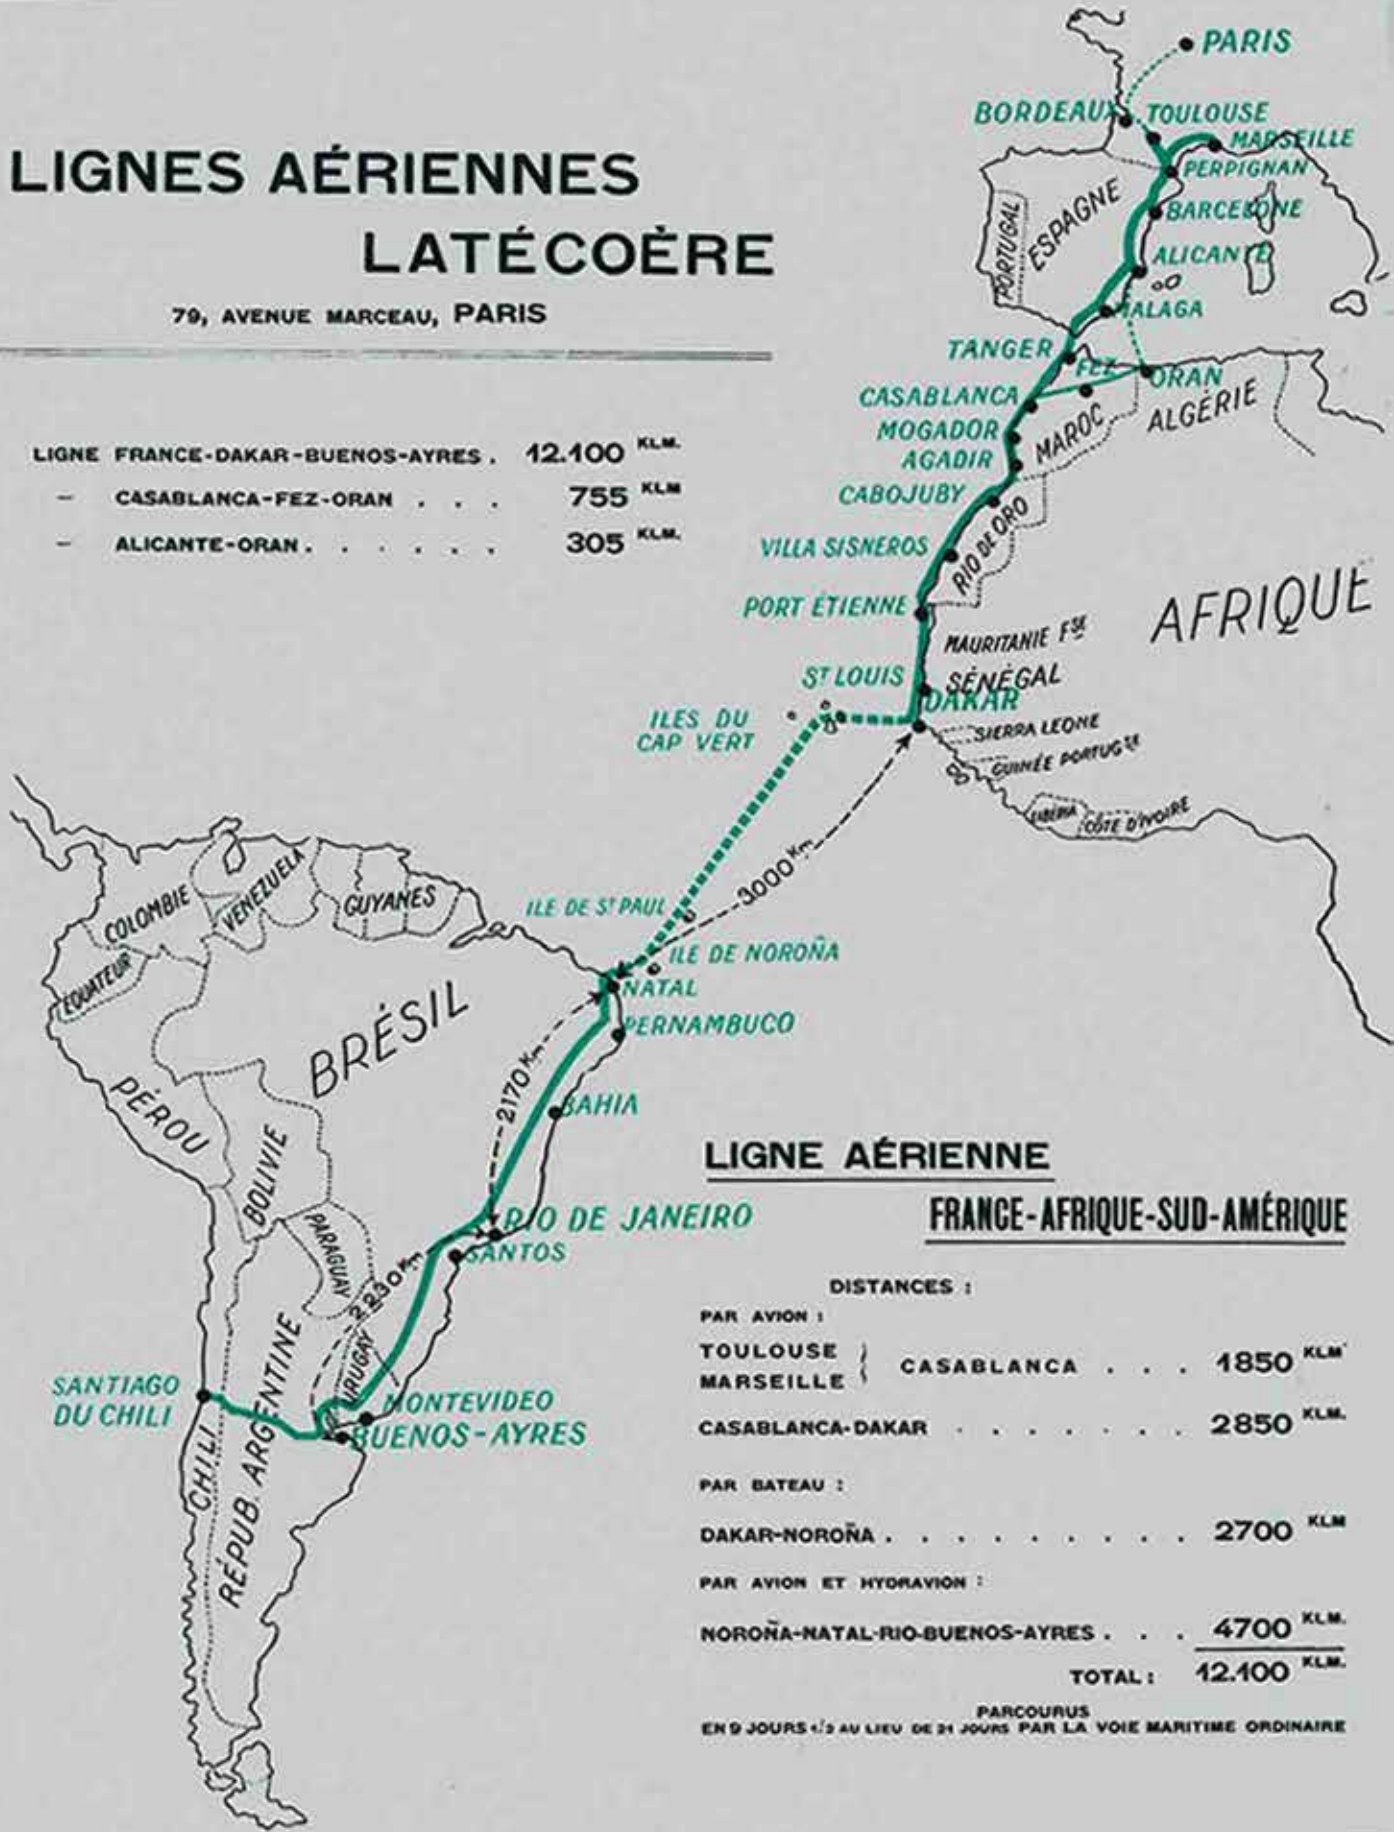 LIGNES AÉRIENNES
LATÉCOÈRE
79, AVENUE MARCEAU, PARIS
LIGNE FRANCE-DAKAR-BUENOS-AYRES. 12.100 KLM.
- CASABLANCA-FEZ-ORAN . . . 755 KLM
- ALICANTE-ORAN. . . . . . 305 KLM.
PARIS
BORDEAUX
TOULOUSE
MARSEILLE
PERPIGNAN
BARCELONE
ESPAGNE
PORTUGAL
ALICANTE
MALAGA
TANGER
FEZ
ORAN
CASABLANCA
ALGÉRIE
MOGADOR
MAROC
AGADIR
CABOJUBY
RIO DE ORO
VILLA SISNEROS
AFRIQUE
PORT ÉTIENNE
MAURITANIE FSE
ST LOUIS
SÉNÉGAL
DAKAR
ILES DU
CAP VERT
SIERRA LEONE
GUINÉE PORTUGSE
LIBÉRIA
CÔTE D'IVOIRE
3000 Km
COLOMBIE
VENEZUELA
GUYANES
ILE DE ST PAUL
ÉQUATEUR
ILE DE NOROÑA
NATAL
BRÉSIL
PERNAMBUCO
2170 Km
PÉROU
BAHIA
BOLIVIE
RIO DE JANEIRO
PARAGUAY
SANTOS
2230 Km
URUGAY
SANTIAGO
DU CHILI
MONTEVIDEO
BUENOS-AYRES
CHILI
RÉPUB. ARGENTINE
LIGNE AÉRIENNE
FRANCE-AFRIQUE-SUD-AMÉRIQUE
DISTANCES :
PAR AVION :
TOULOUSE
MARSEILLE } CASABLANCA . . . 1850 KLM
CASABLANCA-DAKAR . . . . . . . 2850 KLM.
PAR BATEAU :
DAKAR-NOROÑA . . . . . . . . . 2700 KLM
PAR AVION ET HYDRAVION :
NOROÑA-NATAL-RIO-BUENOS-AYRES . . . 4700 KLM.
TOTAL : 12.100 KLM.
PARCOURUS
EN 9 JOURS 1/2 AU LIEU DE 21 JOURS PAR LA VOIE MARITIME ORDINAIRE